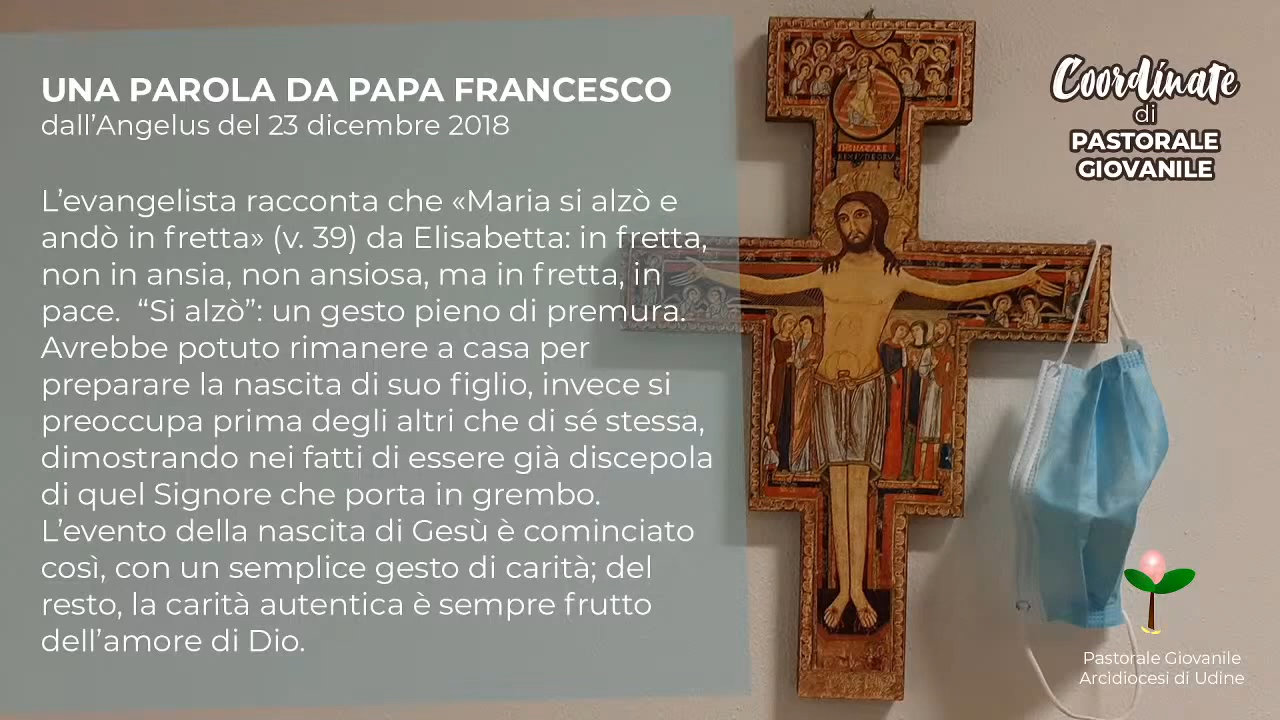 UNA PAROLA DA PAPA FRANCESCO
dall’Angelus del 23 dicembre 2018
L’evangelista racconta che «Maria si alzò e
andò in fretta» (v. 39) da Elisabetta: in fretta,
non in ansia, non ansiosa, ma in fretta, in
pace.  “Si alzò”: un gesto pieno di premura.
Avrebbe potuto rimanere a casa per
preparare la nascita di suo figlio, invece si
preoccupa prima degli altri che di sé stessa,
dimostrando nei fatti di essere già discepola
di quel Signore che porta in grembo.
L’evento della nascita di Gesù è cominciato
così, con un semplice gesto di carità; del
resto, la carità autentica è sempre frutto
dell’amore di Dio.
Coordinate
di
PASTORALE
GIOVANILE
Pastorale Giovanile
Arcidiocesi di Udine